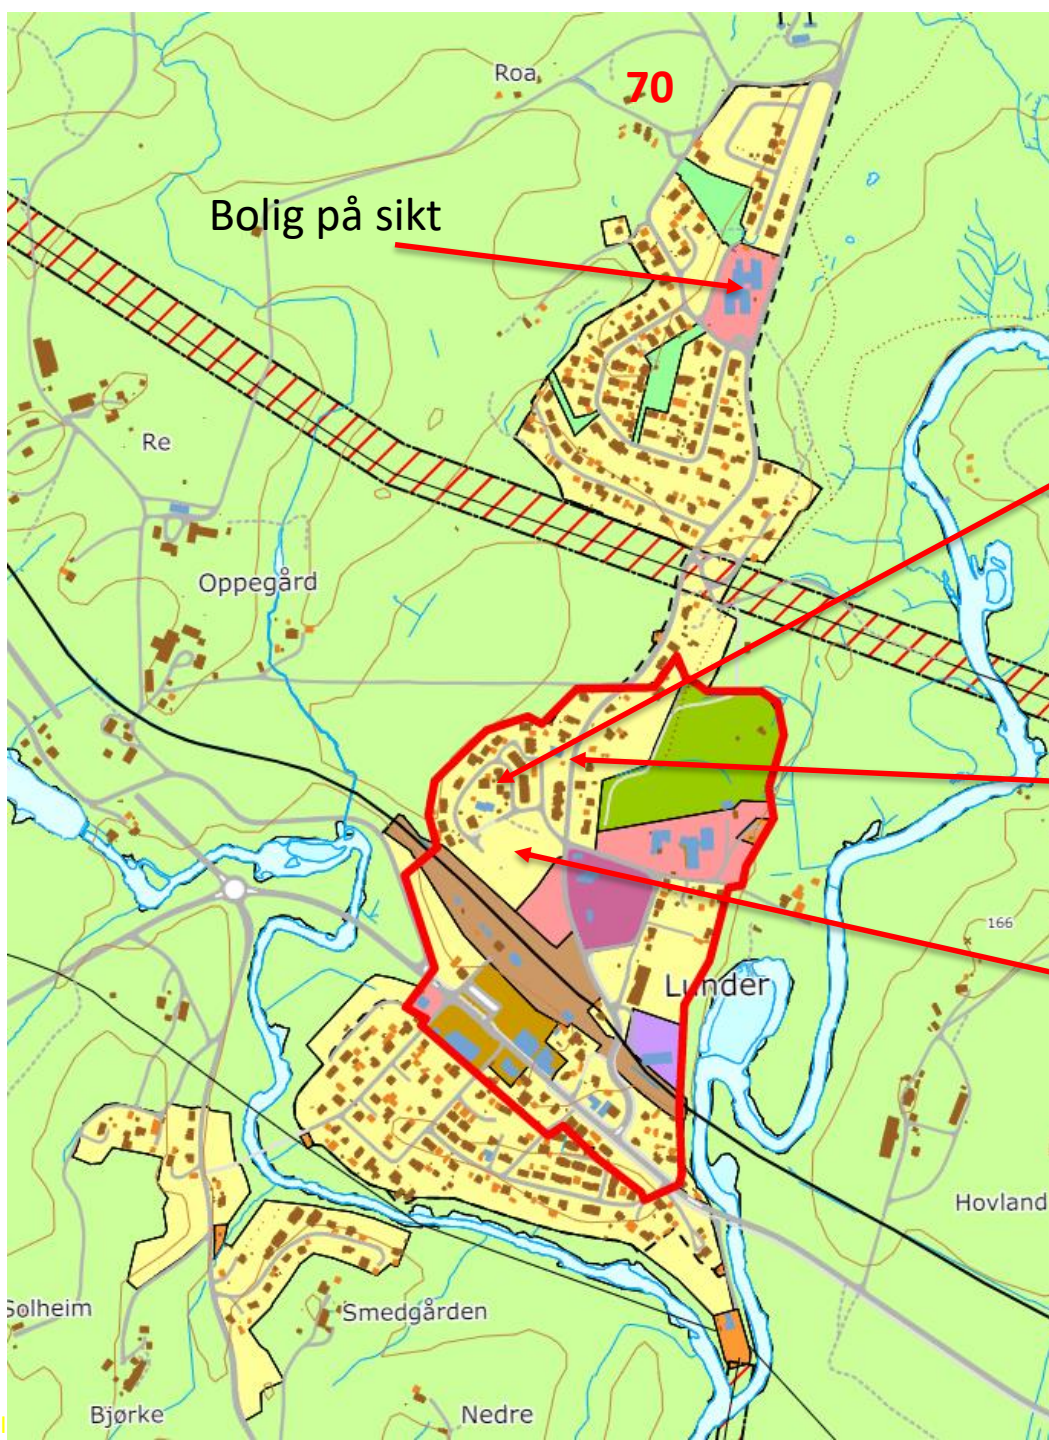 Roa
70
Bolig på sikt
Re
Oppegård
166
Lunder
Hovland
Solheim
Smedgården
Bjørke
Nedre